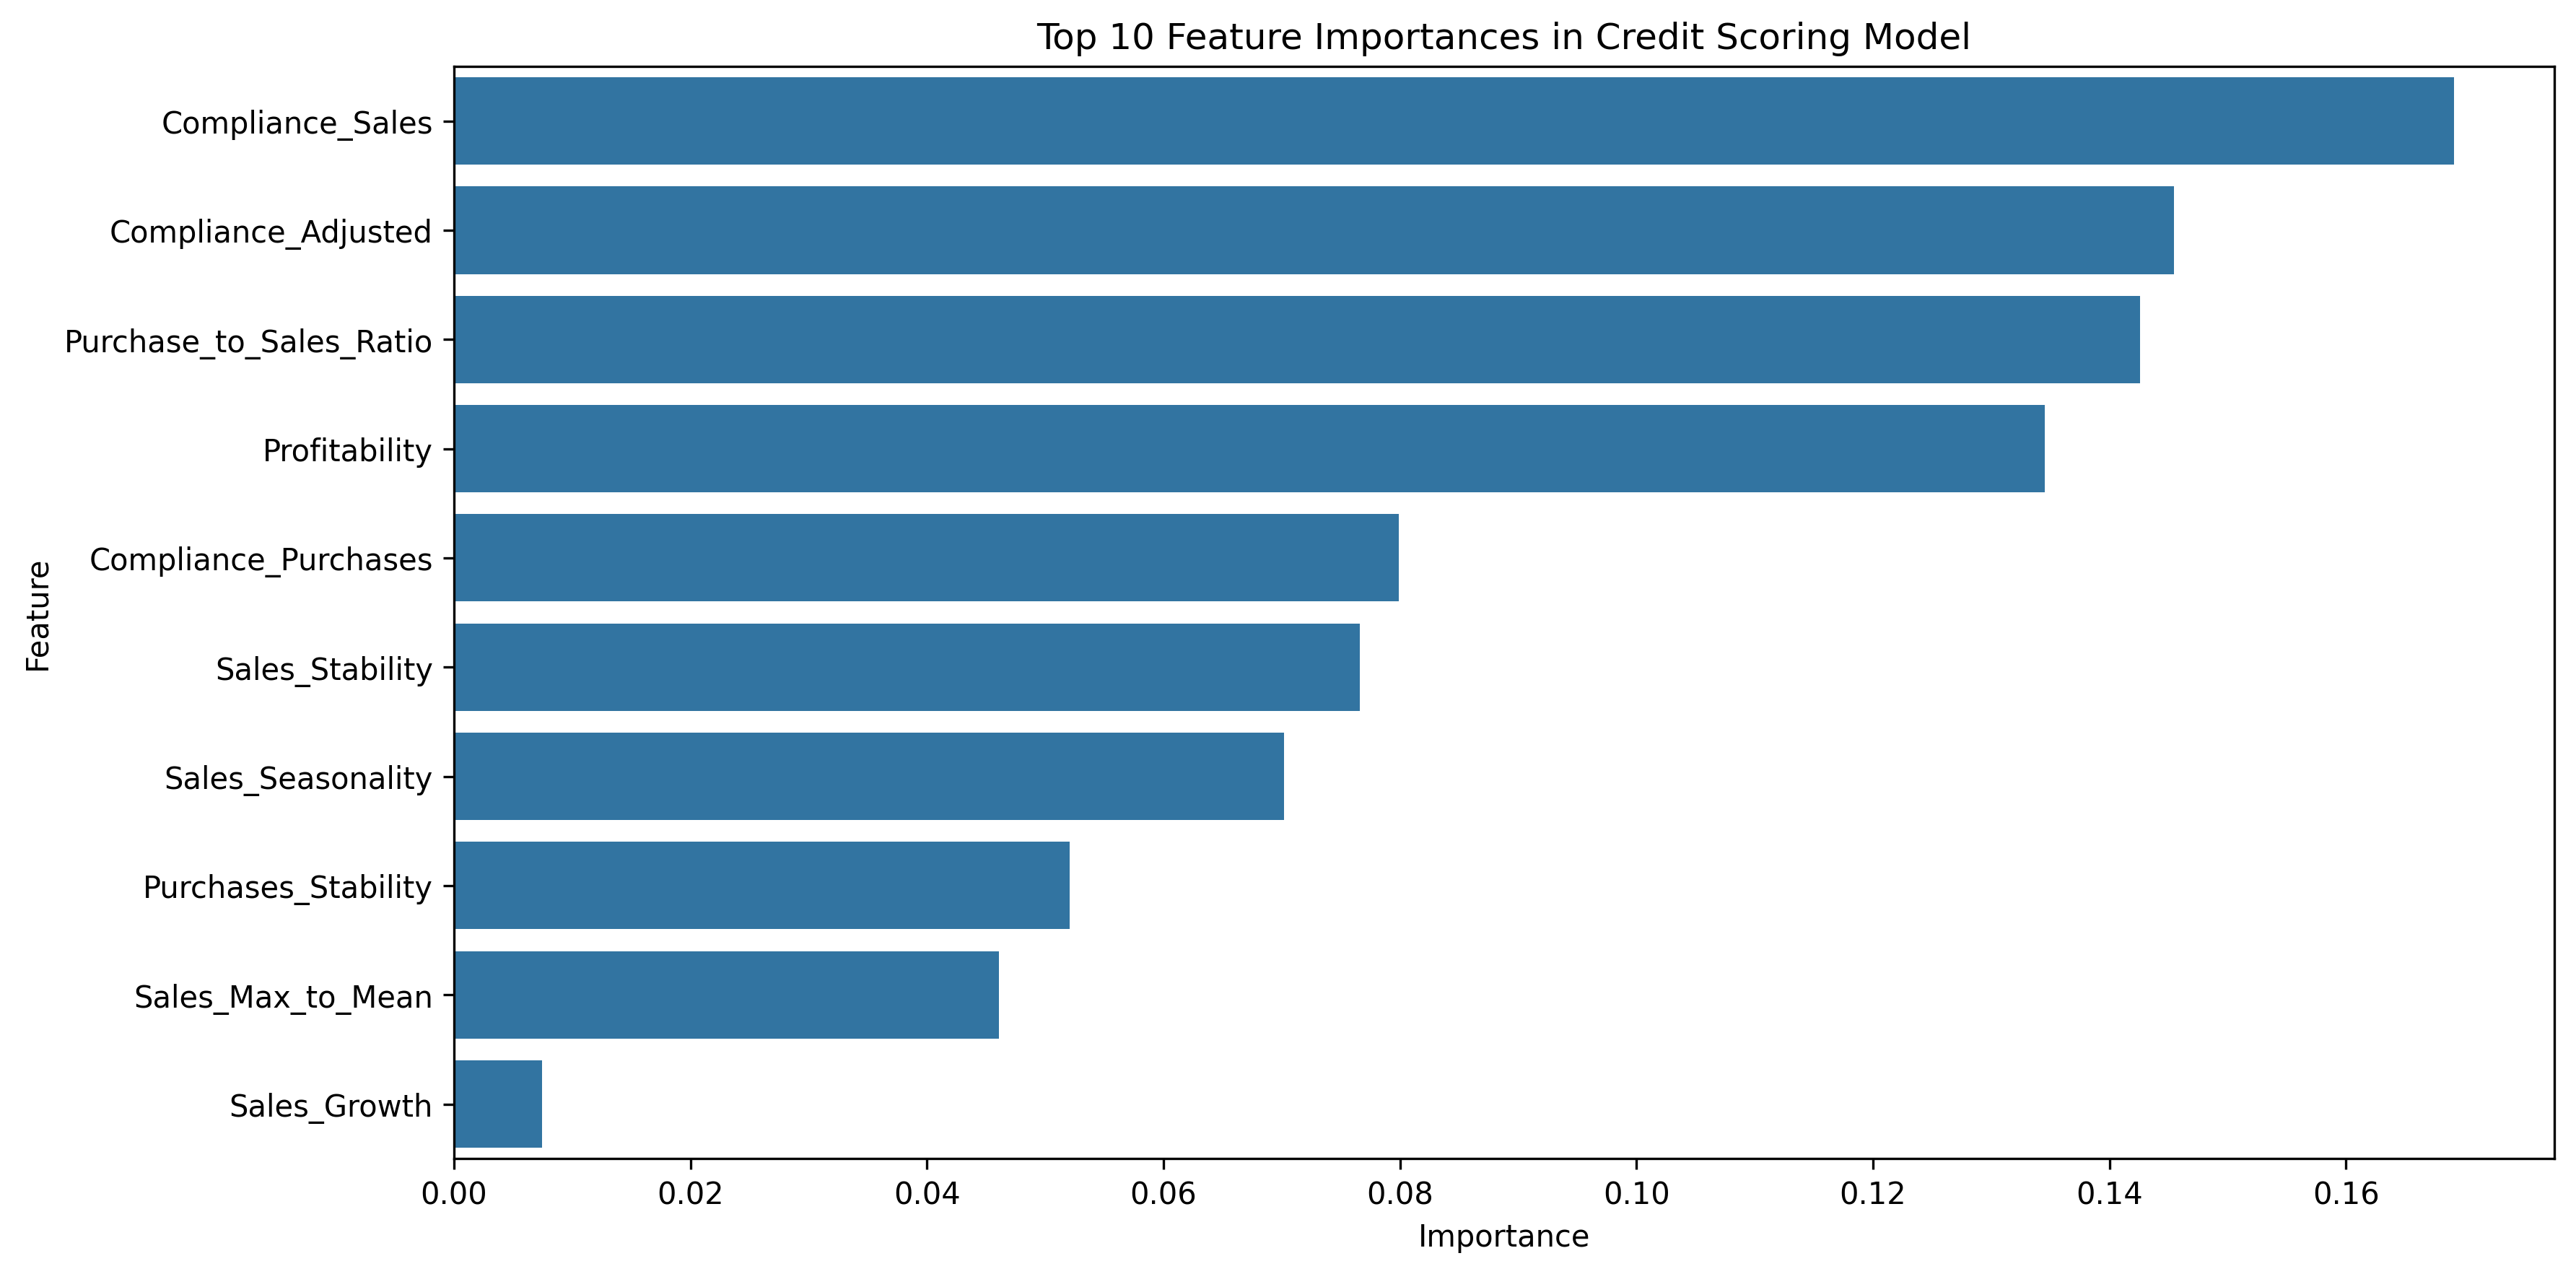 Top 10 Feature Importances in Credit Scoring Model
Feature
Compliance_Sales
Compliance_Adjusted
Purchase_to_Sales_Ratio
Profitability
Compliance_Purchases
Sales_Stability
Sales_Seasonality
Purchases_Stability
Sales_Max_to_Mean
Sales_Growth
0.00 0.02 0.04 0.06 0.08 0.10 0.12 0.14 0.16
Importance